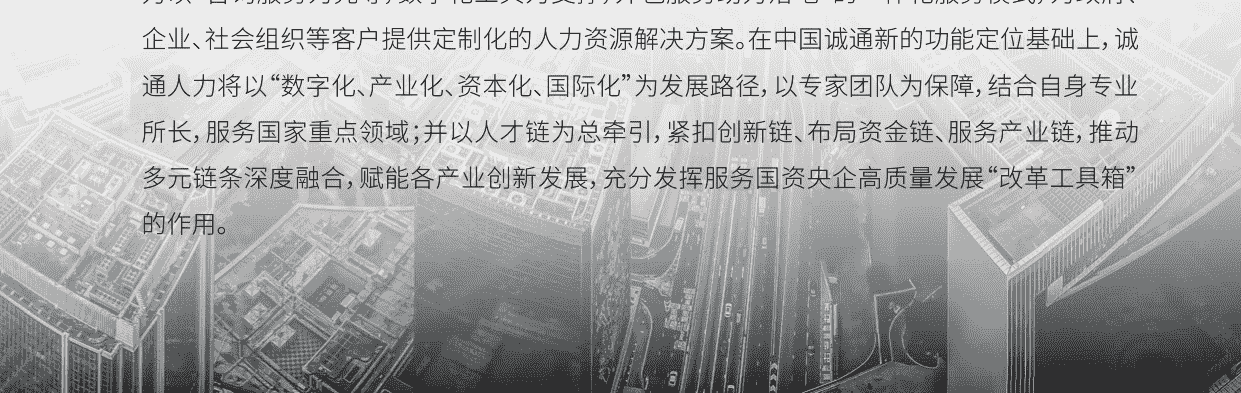 企业、社会组织等客户提供定制化的人力资源解决方案。在中国诚通新的功能定位基础上，诚
通人力将以“数字化、产业化、资本化、国际化”为发展路径，以专家团队为保障，结合自身专业
所长，服务国家重点领域；并以人才链为总牵引，紧扣创新链、布局资金链、服务产业链，推动
多元链条深度融合，赋能各产业创新发展，充分发挥服务国资央企高质量发展“改革工具箱”
的作用。